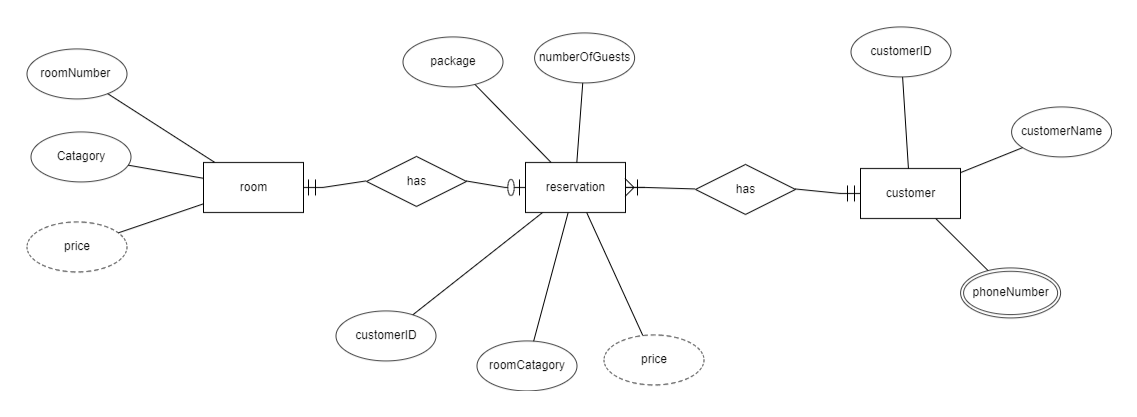 customerID
package
numberOfGuests
roomNumber
customerName
Catagory
room
has
reservation
has
customer
price
phoneNumber
customerID
roomCatagory
price